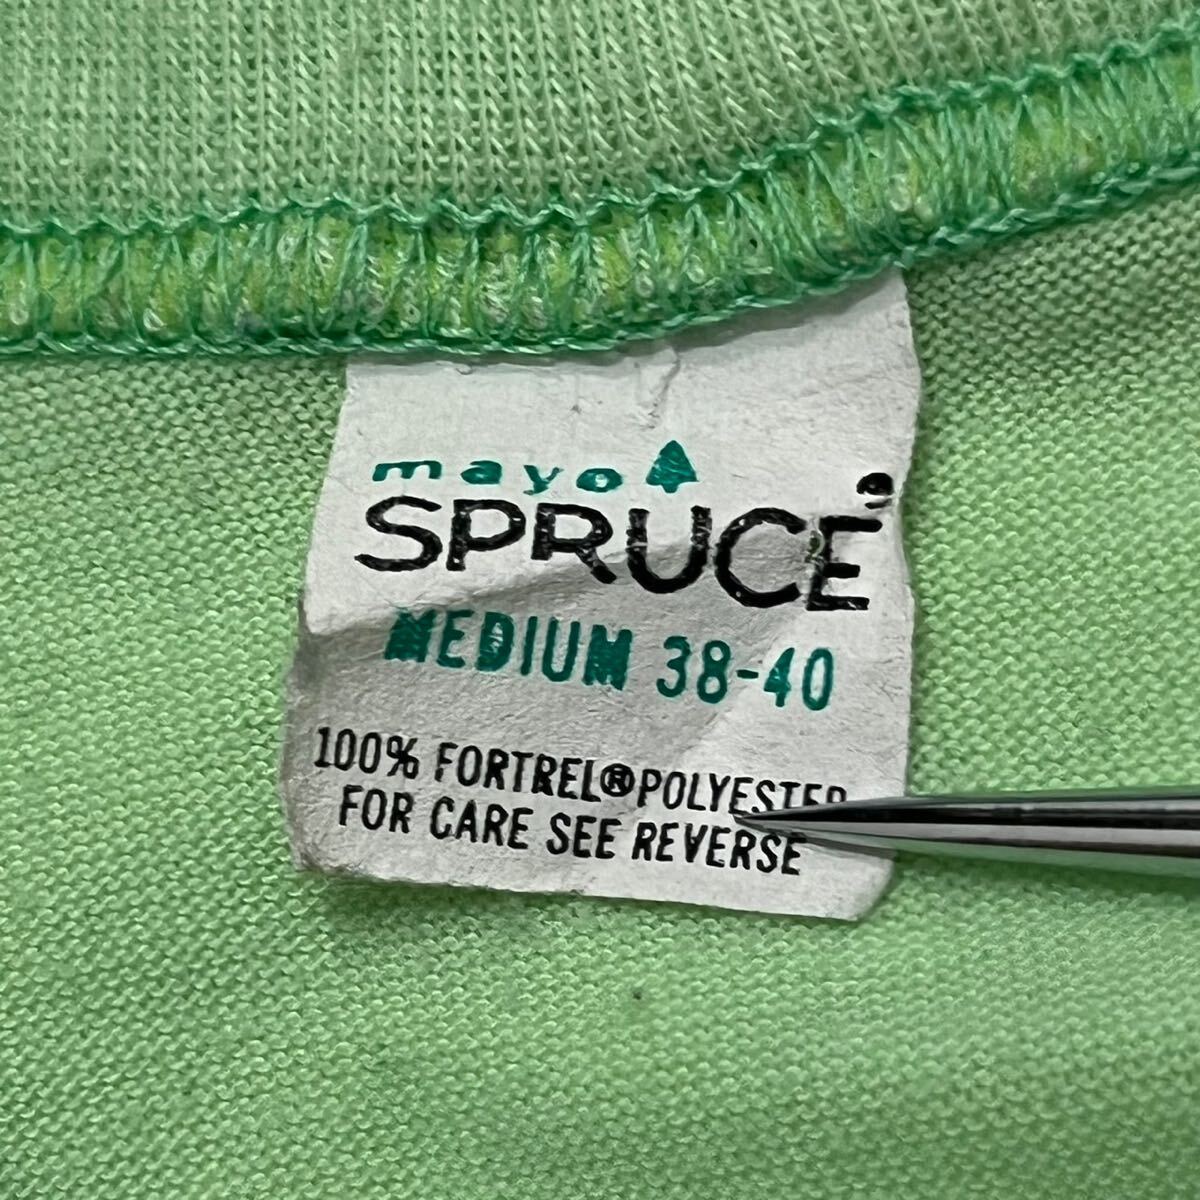 mayo
SPRUCE®
MEDIUM 38-40
100% FORTREL® POLYESTER
FOR CARE SEE REVERSE